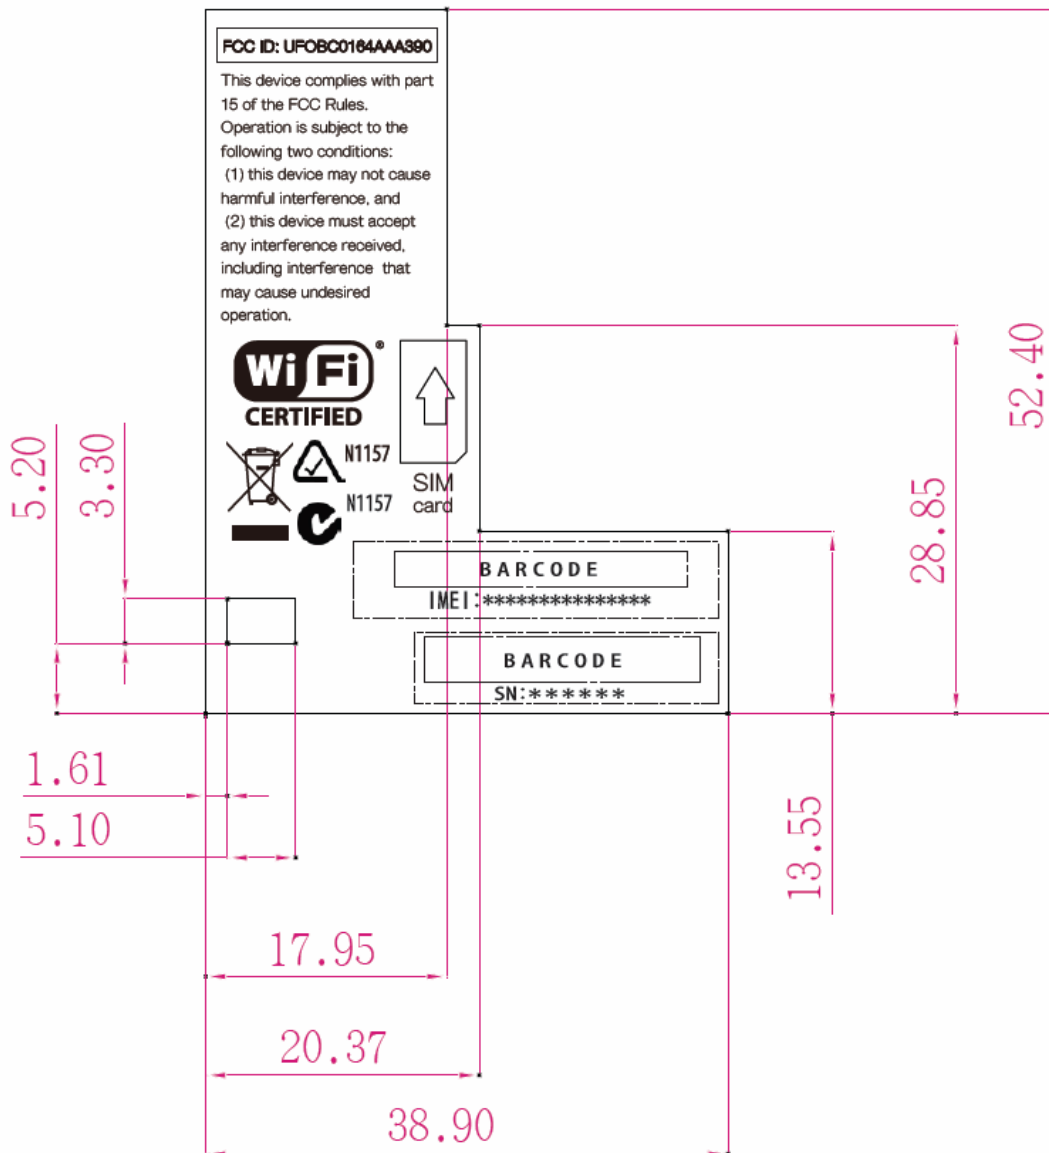 FCC ID: UFOBC0164AAA390
This device complies with part
15 of the FCC Rules.
Operation is subject to the
following two conditions:
(1) this device may not cause
harmful interference, and
(2) this device must accept
any interference received,
including interference that
may cause undesired
operation.
Wi Fi ®
CERTIFIED
N1157
N1157
SIM
card
BARCODE
IMEI:***************
BARCODE
SN:******
5.20
3.30
52.40
28.85
13.55
1.61
5.10
17.95
20.37
38.90